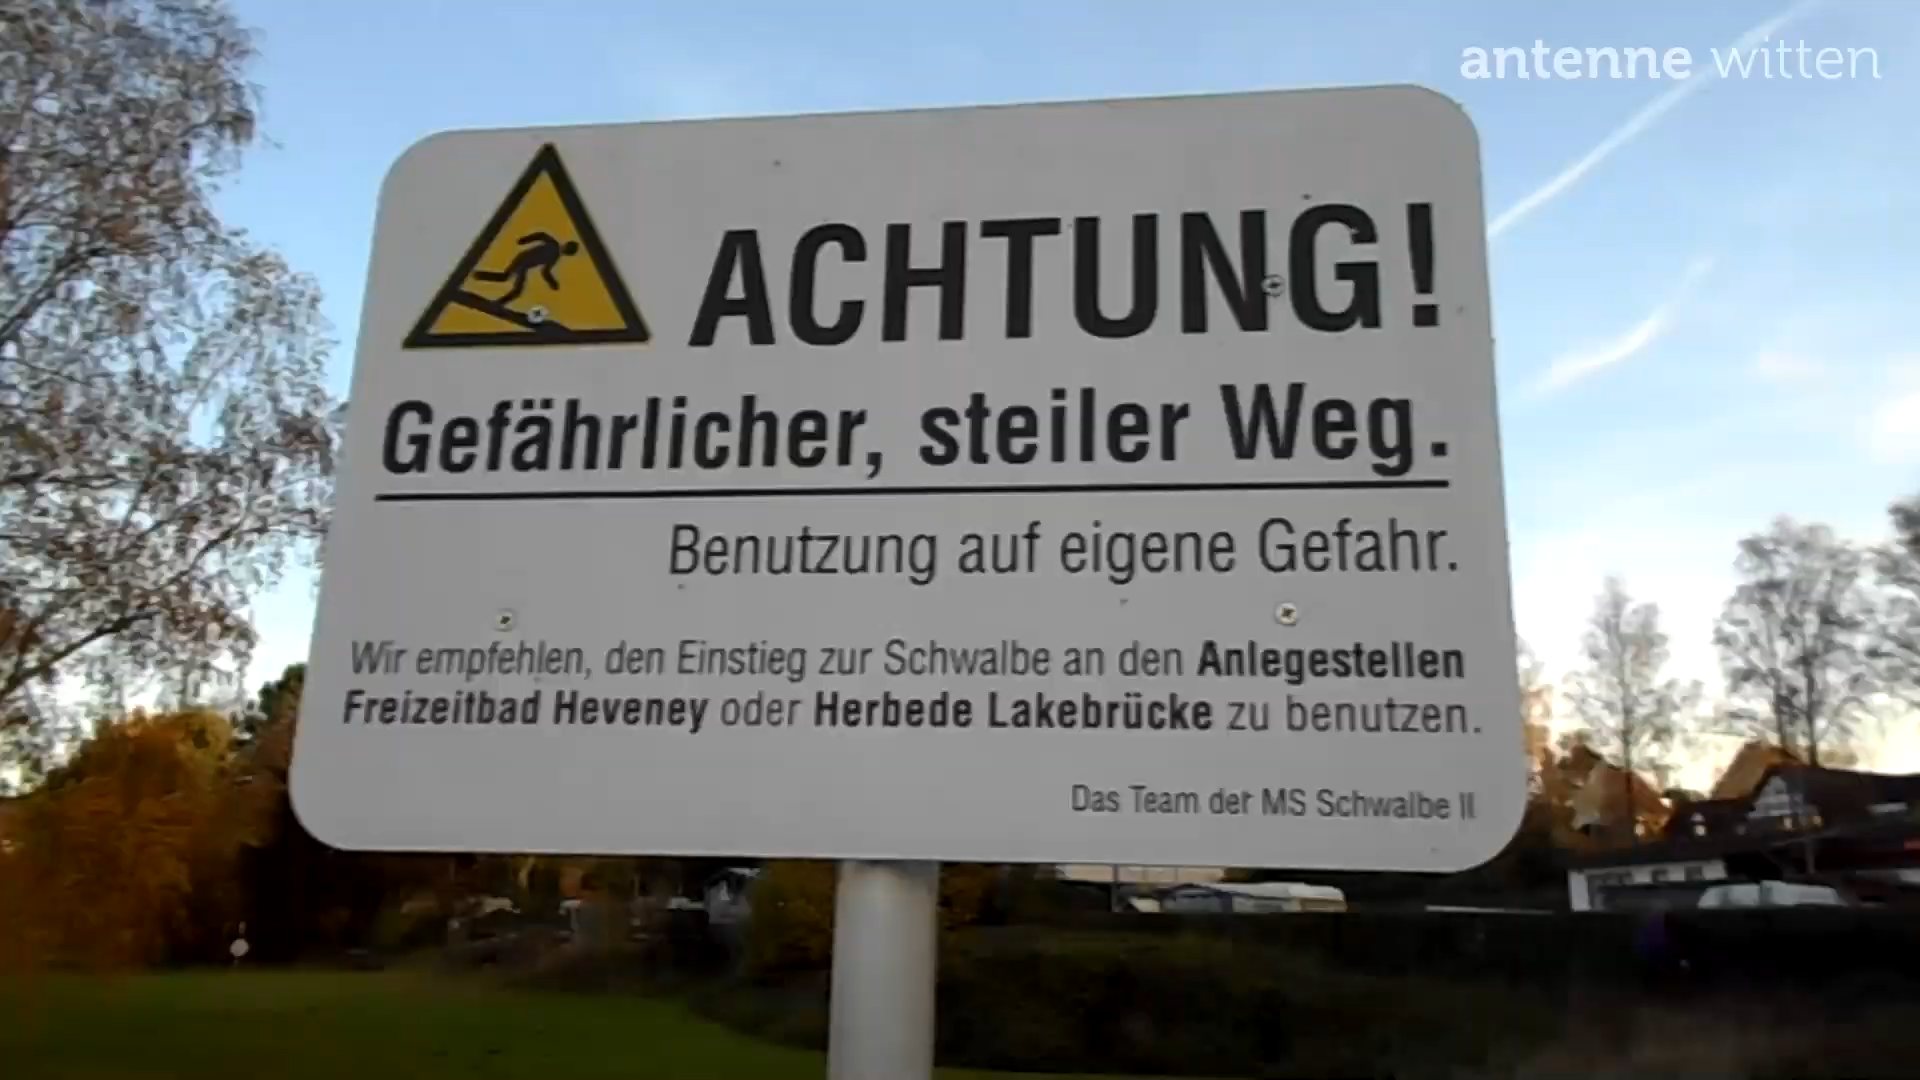 antenne witten
ACHTUNG!
Gefährlicher, steiler Weg.
Benutzung auf eigene Gefahr.
Wir empfehlen, den Einstieg zur Schwalbe an den Anlegestellen
Freizeitbad Heveney oder Herbede Lakebrücke zu benutzen.
Das Team der MS Schwalbe II